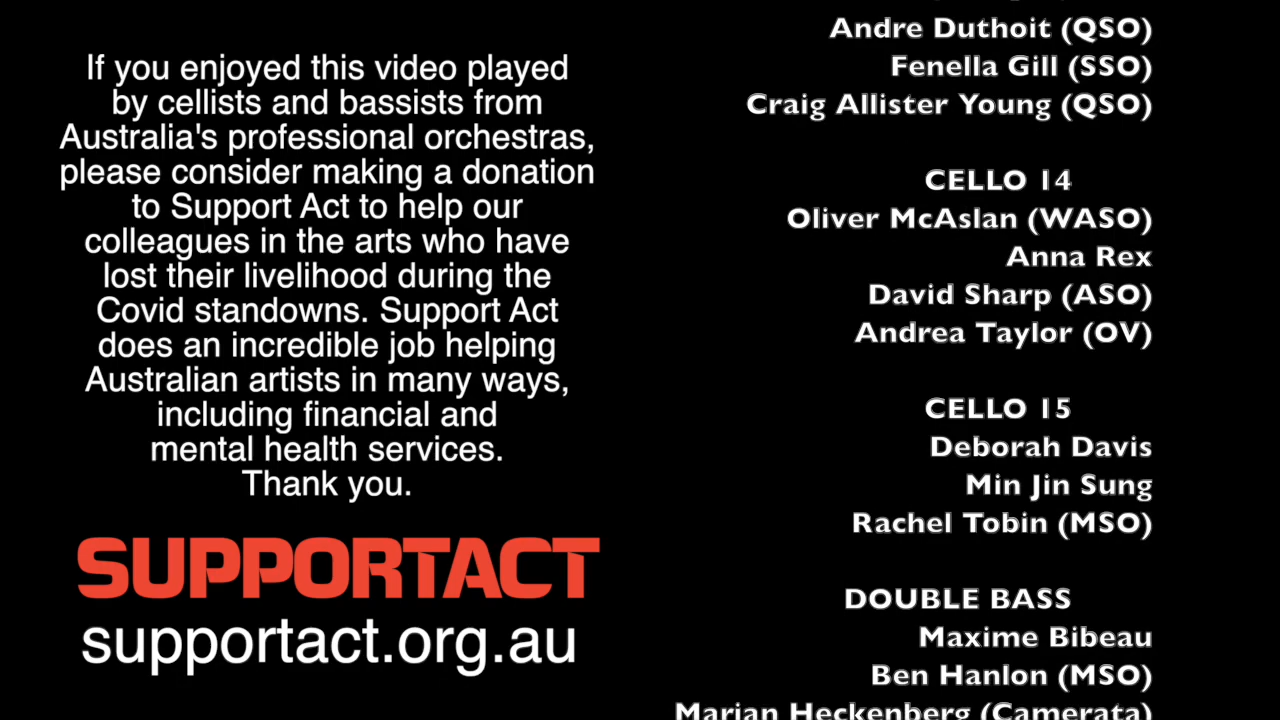 If you enjoyed this video played
by cellists and bassists from
Australia's professional orchestras,
please consider making a donation
to Support Act to help our
colleagues in the arts who have
lost their livelihood during the
Covid standowns. Support Act
does an incredible job helping
Australian artists in many ways,
including financial and
mental health services.
Thank you.
SUPPORTACT
supportact.org.au
Andre Duthoit (QSO)
Fenella Gill (SSO)
Craig Allister Young (QSO)
CELLO 14
Oliver McAslan (WASO)
Anna Rex
David Sharp (ASO)
Andrea Taylor (OV)
CELLO 15
Deborah Davis
Min Jin Sung
Rachel Tobin (MSO)
DOUBLE BASS
Maxime Bibeau
Ben Hanlon (MSO)
Marian Heckenberg (Camerata)